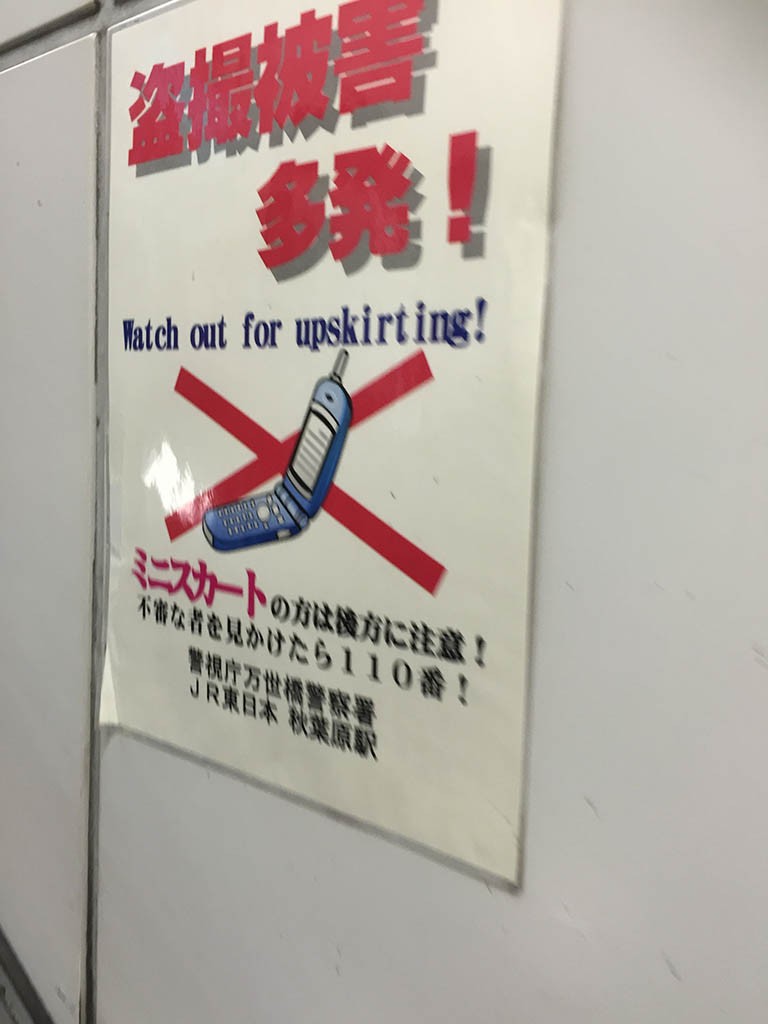 盗撮被害
多発！
Watch out for upskirting!
ミニスカートの方は後方に注意！
不審な者を見かけたら１１０番！
警視庁万世橋警察署
ＪＲ東日本 秋葉原駅